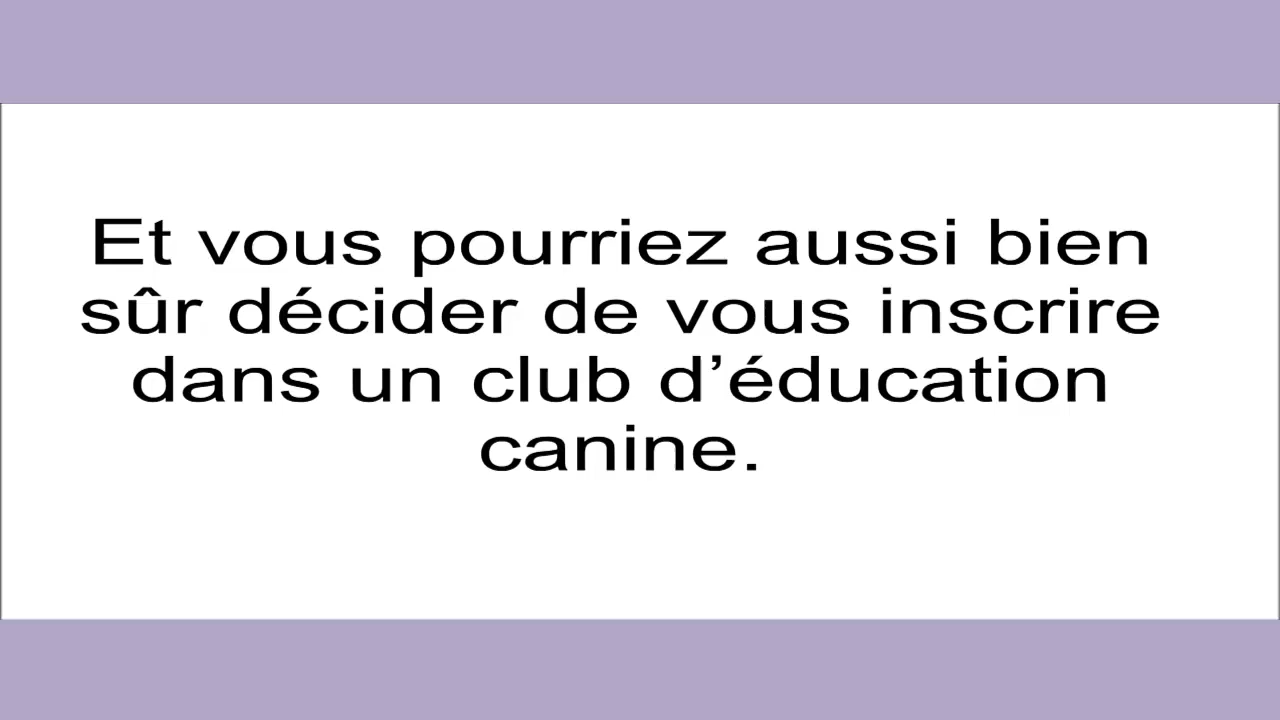 Et vous pourriez aussi bien
sûr décider de vous inscrire
dans un club d’éducation
canine.